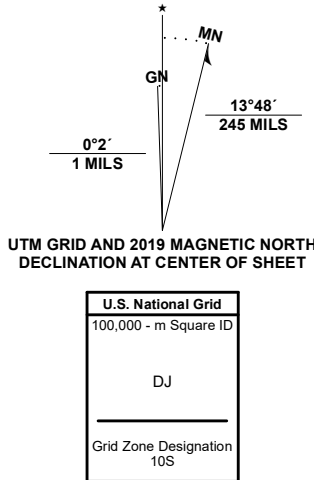 MN
GN
13°48´
245 MILS
0°2´
1 MILS
UTM GRID AND 2019 MAGNETIC NORTH
DECLINATION AT CENTER OF SHEET
U.S. National Grid
100,000 - m Square ID
DJ
Grid Zone Designation
10S